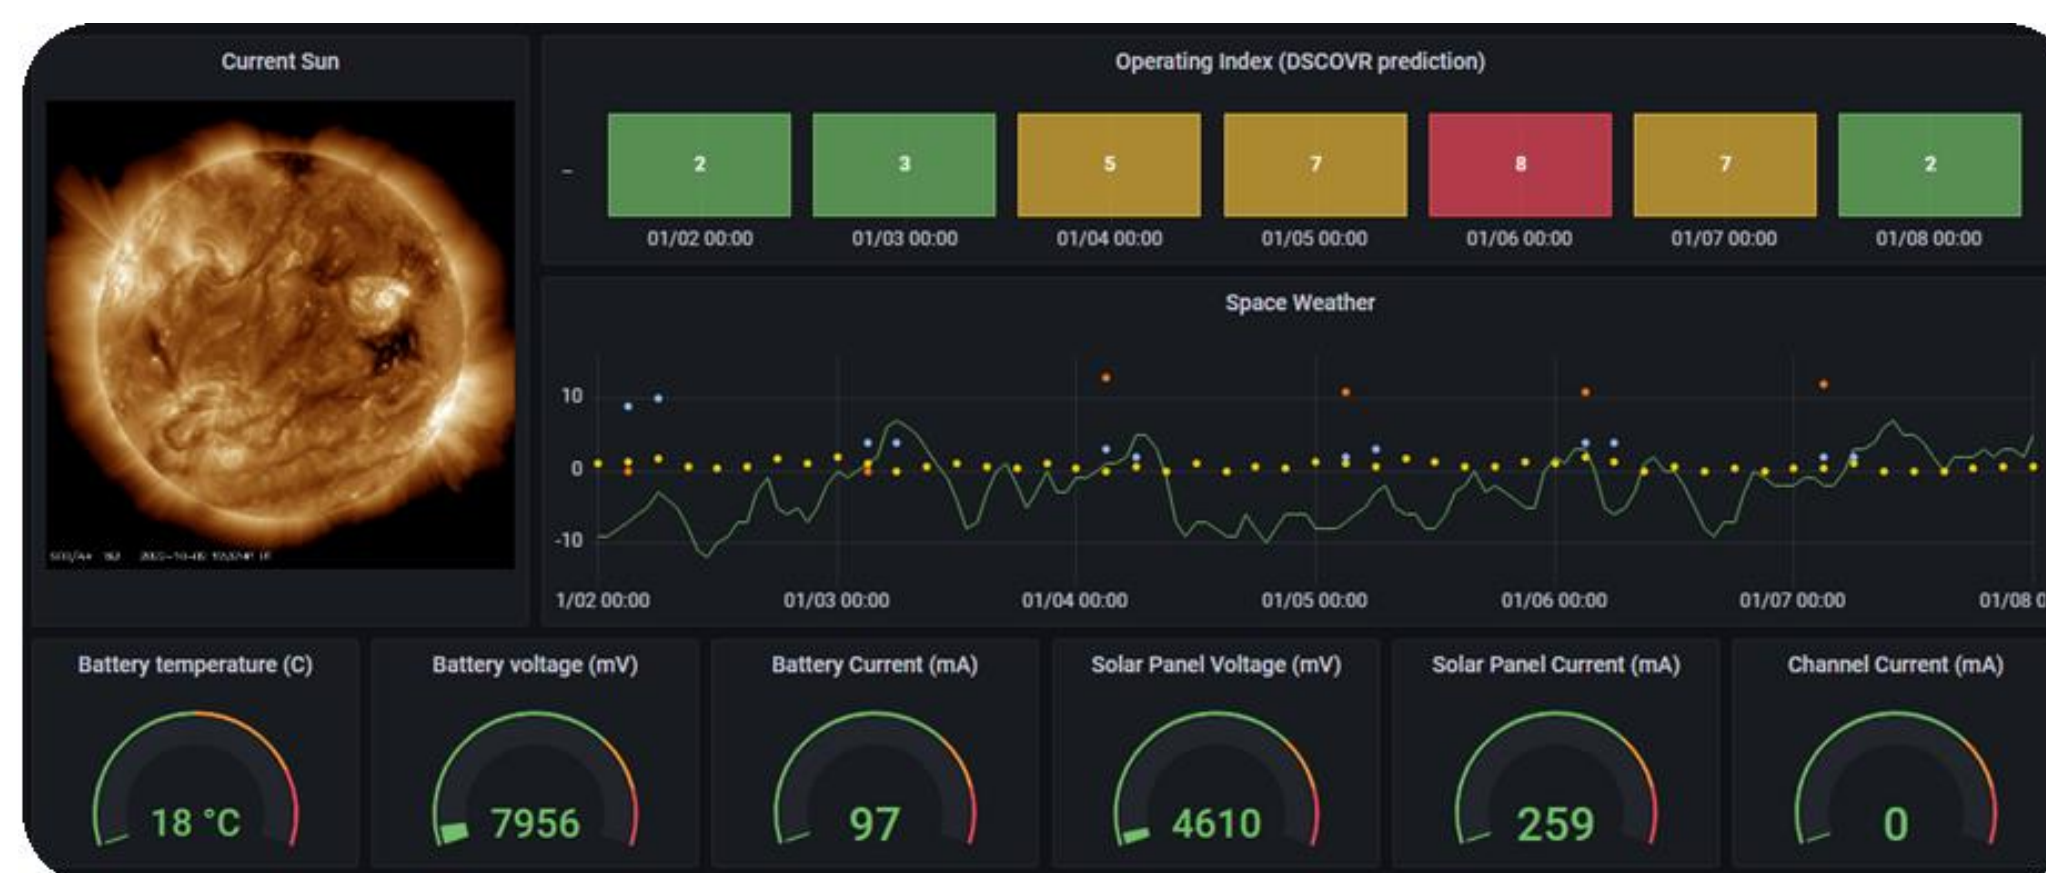 Current Sun
Operating Index (DSCOVR prediction)
2 3 5 7 8 7 2
01/02 00:00 01/03 00:00 01/04 00:00 01/05 00:00 01/06 00:00 01/07 00:00 01/08 00:00
Space Weather
10
0
-10
1/02 00:00 01/03 00:00 01/04 00:00 01/05 00:00 01/06 00:00 01/07 00:00 01/08 0
Battery temperature (C) Battery voltage (mV) Battery Current (mA) Solar Panel Voltage (mV) Solar Panel Current (mA) Channel Current (mA)
18 °C 7956 97 4610 259 0